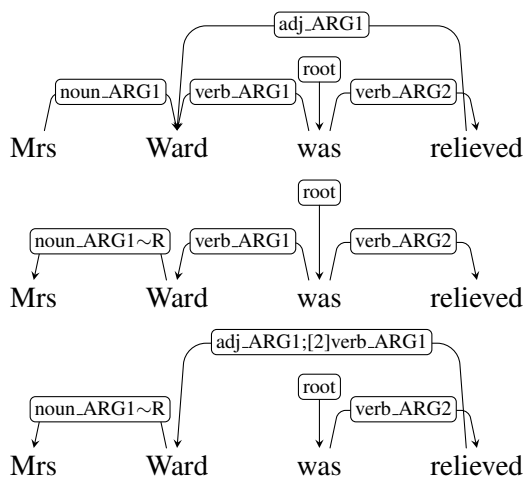 adj_ARG1
root
noun_ARG1 verb_ARG1 verb_ARG2
Mrs Ward was relieved
root
noun_ARG1~R verb_ARG1 verb_ARG2
Mrs Ward was relieved
adj_ARG1;[2]verb_ARG1
root
noun_ARG1~R verb_ARG2
Mrs Ward was relieved